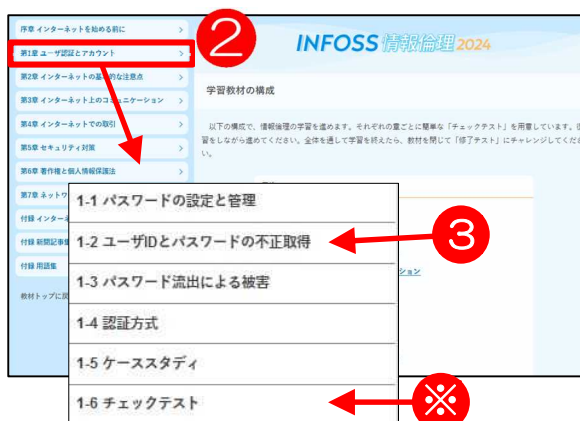 序章 インターネットを始める前に
第1章 ユーザ認証とアカウント
第2章 インターネットの基本的な注意点
第3章 インターネット上のコミュニケーション
第4章 インターネットでの取引
第5章 セキュリティ対策
第6章 著作権と個人情報保護法
第7章 ネットワ
付録 インターネ
付録 新聞記事集
付録 用語集
教材トップに戻
2
INFOSS 情報倫理 2024
学習教材の構成
以下の構成で、情報倫理の学習を進めます。それぞれの章ごとに簡単な「チェックテスト」を用意しています。
習をしながら進めてください。全体を通して学習を終えたら、教材を閉じて「修了テスト」にチャレンジしてくださ
い。
ション
1-1 パスワードの設定と管理
1-2 ユーザIDとパスワードの不正取得
3
1-3 パスワード流出による被害
1-4 認証方式
1-5 ケーススタディ
1-6 チェックテスト
※